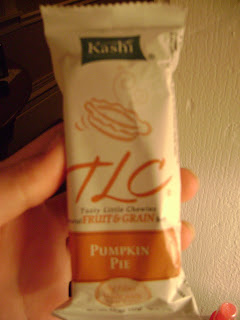 Kashi
TLC.
Tasty Little Chewies
FRUIT & GRAIN
PUMPKIN
PIE